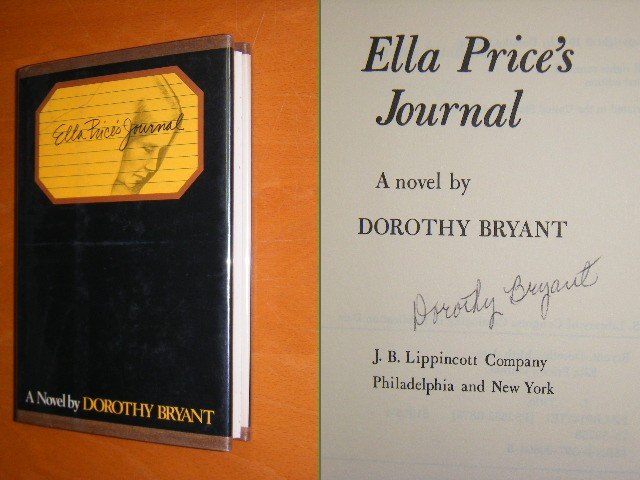 Ella Price's Journal
A Novel by DOROTHY BRYANT
Ella Price's
Journal
A novel by
DOROTHY BRYANT
Dorothy Bryant
J. B. Lippincott Company
Philadelphia and New York